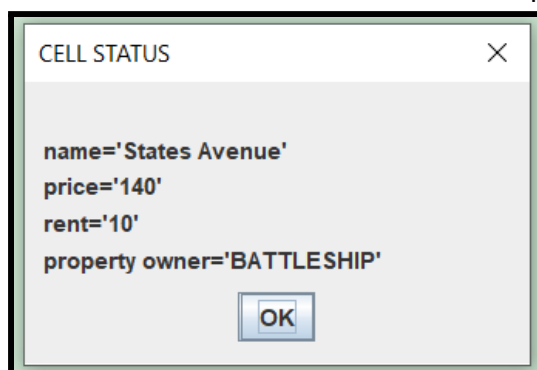 CELL STATUS
name='States Avenue'
price='140'
rent='10'
property owner='BATTLESHIP'
OK